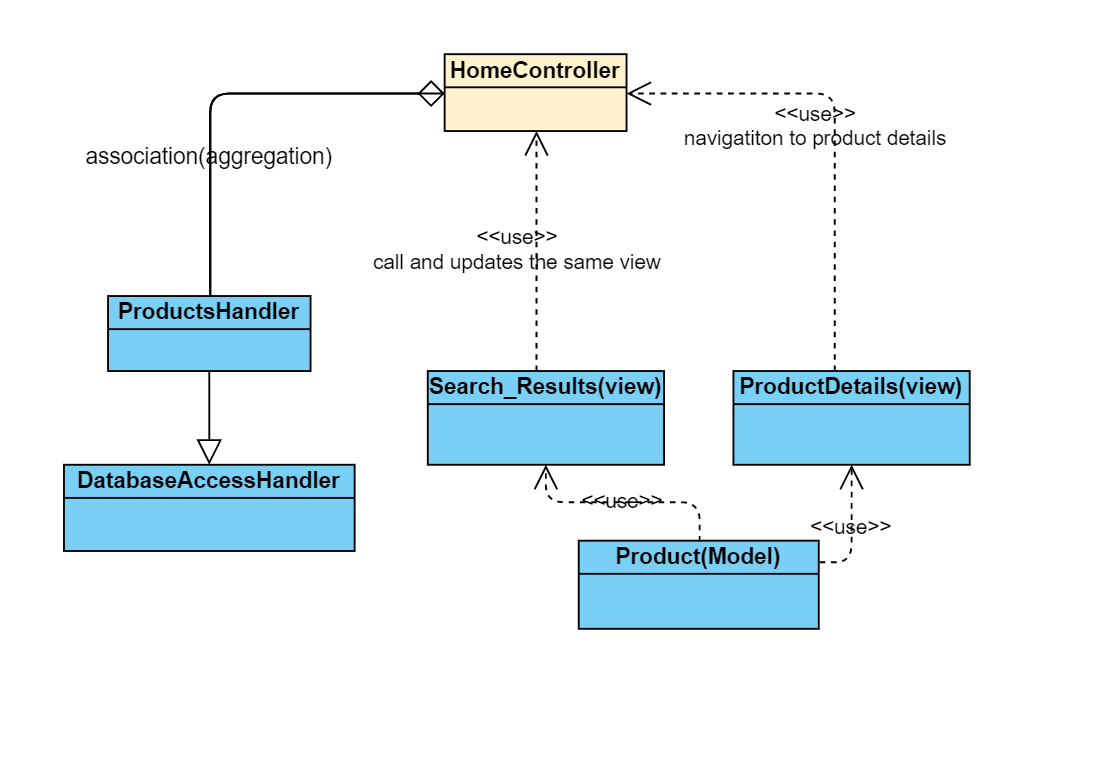 HomeController
<<use>>
navigatiton to product details
association(aggregation)
<<use>>
call and updates the same view
ProductsHandler
Search_Results(view)
ProductDetails(view)
DatabaseAccessHandler
<<use>>
<<use>>
Product(Model)